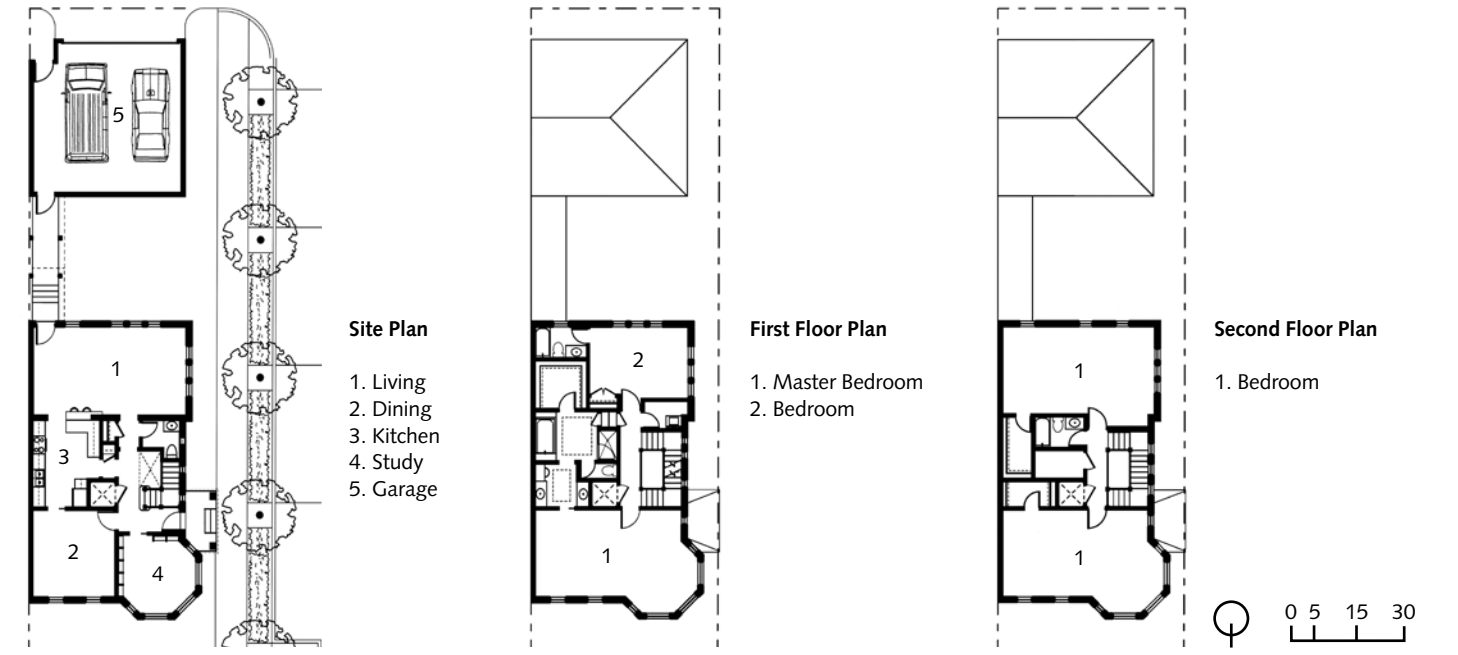 5
1
3
2
4
Site Plan
1. Living
2. Dining
3. Kitchen
4. Study
5. Garage
2
1
First Floor Plan
1. Master Bedroom
2. Bedroom
1
1
Second Floor Plan
1. Bedroom
0 5 15 30